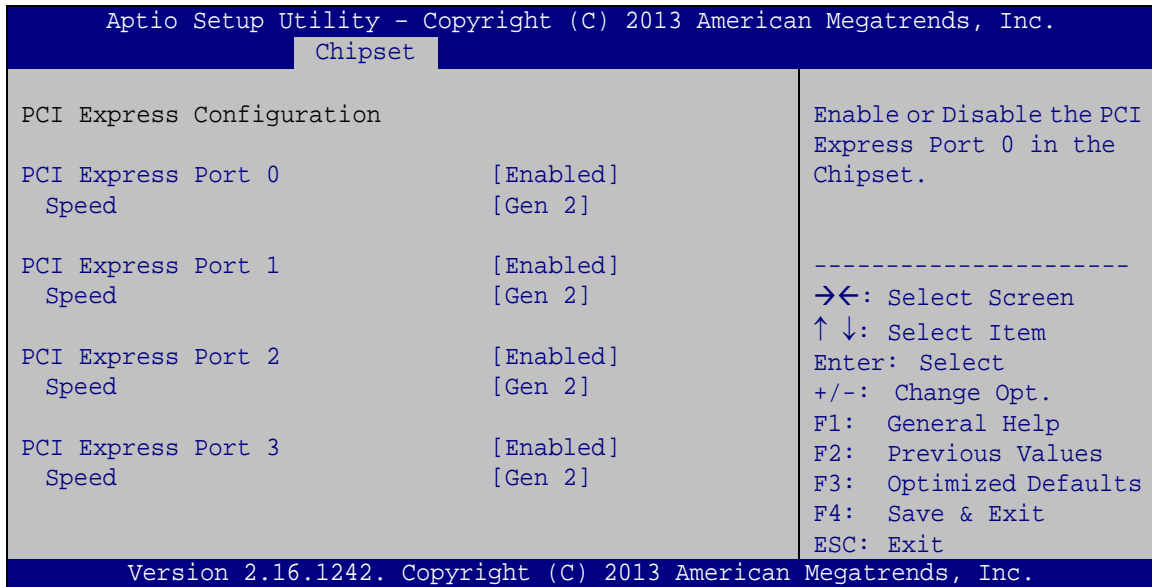 Aptio Setup Utility – Copyright (C) 2013 American Megatrends, Inc.
Chipset
PCI Express Configuration
PCI Express Port 0 [Enabled]
Speed [Gen 2]
PCI Express Port 1 [Enabled]
Speed [Gen 2]
PCI Express Port 2 [Enabled]
Speed [Gen 2]
PCI Express Port 3 [Enabled]
Speed [Gen 2]
Enable or Disable the PCI
Express Port 0 in the
Chipset.
----------------------
→←: Select Screen
↑ ↓: Select Item
Enter: Select
+/-: Change Opt.
F1: General Help
F2: Previous Values
F3: Optimized Defaults
F4: Save & Exit
ESC: Exit
Version 2.16.1242. Copyright (C) 2013 American Megatrends, Inc.